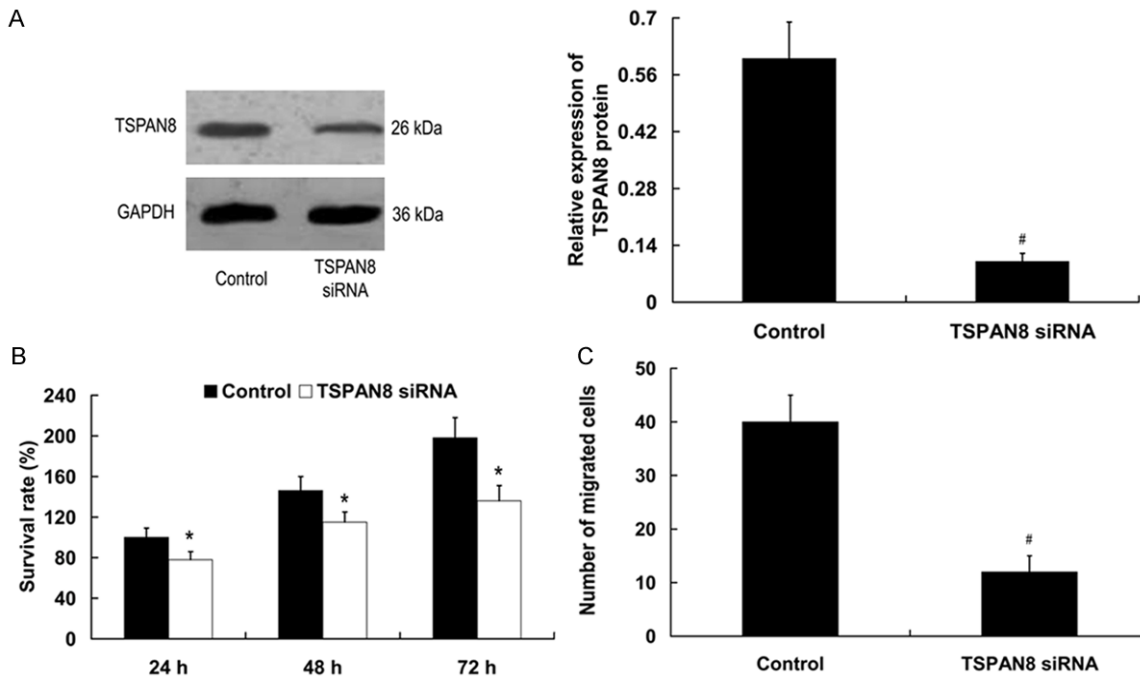 A
TSPAN8
26 kDa
GAPDH
36 kDa
Control
TSPAN8
siRNA
Relative expression of
TSPAN8 protein
0.7
0.56
0.42
0.28
0.14
0
#
Control
TSPAN8 siRNA
B
Control
TSPAN8 siRNA
Survival rate (%)
240
200
160
120
80
40
0
*
*
*
24 h
48 h
72 h
C
Number of migrated cells
50
40
30
20
10
0
#
Control
TSPAN8 siRNA